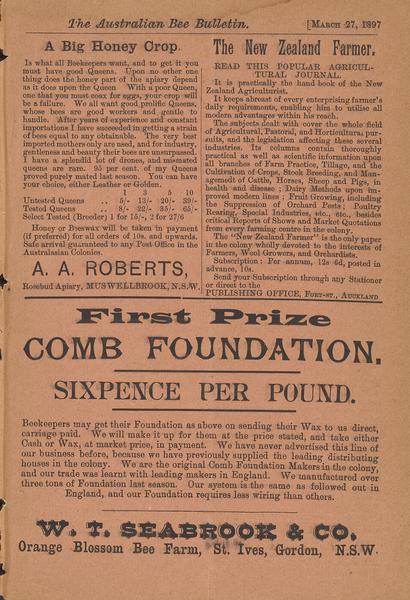 The Australian Bee Bulletin. [MARCH 27, 1897
A Big Honey Crop.
Is what all Beekeepers want, and to get it you
must have good Queens. Upon no other one
thing does the honey part of the apiary depend
as it does upon the Queen With a poor Queen,
one that you must coax for eggs, your crop will
be a failure. We all want good prolific Queens,
whose bees are good workers and gentle to
handle. After years of experience and constant
importations I have succeeded in getting a strain
of bees equal to any obtainable. The very best
imported mothers only are used, and for industry,
gentleness and beauty their bees are unsurpassed.
I have a splendid lot of drones, and mismated
queens are rare. 95 per cent. of my Queens
proved purely mated last season. You can have
your choice, either Leather or Golden.
1 3 5 10
Untested Queens .. 5/- 13/- 20/- 39/-
Tested Queens .. 8/- 22/- 35/- 65/-
Select Tested (Breeder) 1 for 15/-, 2 for 27/6
Honey or Beeswax will be taken in payment
(if preferred) for all orders of 10s. and upwards.
Safe arrival guaranteed to any Post Office in the
Australasian Colonies.
A. A. ROBERTS,
Rosebud Apiary, MUSWELLBROOK, N.S.W.
The New Zealand Farmer.
READ THIS POPULAR AGRICUL-
TURAL JOURNAL.
It is practically the hand book of the New
Zealand Agriculturist.
It keeps abreast of every enterprising farmer's
daily requirements, enabling him to utilise all
modern advantages within his reach.
The subjects dealt with cover the whole field
of Agricultural, Pastoral, and Horticultural pur-
suits, and the legislation affecting these several
industries. Its columns contain thoroughly
practical as well as scientific information upon
all branches of Farm Practice, Tillage, and the
Cultivation of Crops, Stock Breeding, and Man-
agement of Cattle, Horses, Sheep and Pigs, in
health and disease; Dairy Methods upon im-
proved modern lines; Fruit Growing, including
the Suppression of Orchard Pests; Poultry
Rearing, Special Industries, etc., etc., besides
critical Reports of Shows and Market Quotations
from every farming centre in the colony.
The "New Zealand Farmer" is the only paper
in the colony wholly devoted to the interests of
Farmers, Wool Growers, and Orchardists.
Subscription: Per annum, 12s 6d, posted in
advance, 10s.
Send your Subscription through any Stationer
or direct to the
PUBLISHING OFFICE, FORT-ST., AUCKLAND
First Prize
COMB FOUNDATION.
SIXPENCE PER POUND.
Beekeepers may get their Foundation as above on sending their Wax to us direct,
carriage paid. We will make it up for them at the price stated, and take either
Cash or Wax, at market price, in payment. We have never advertised this line of
our business before, because we have previously supplied the leading distributing
houses in the colony. We are the original Comb Foundation Makers in the colony,
and our trade was learnt with leading makers in England. We manufactured over
three tons of Foundation last season. Our system is the same as followed out in
England, and our Foundation requires less wiring than others.
W. T. SEABROOK & CO.
Orange Blossom Bee Farm, St. Ives, Gordon, N.S.W.